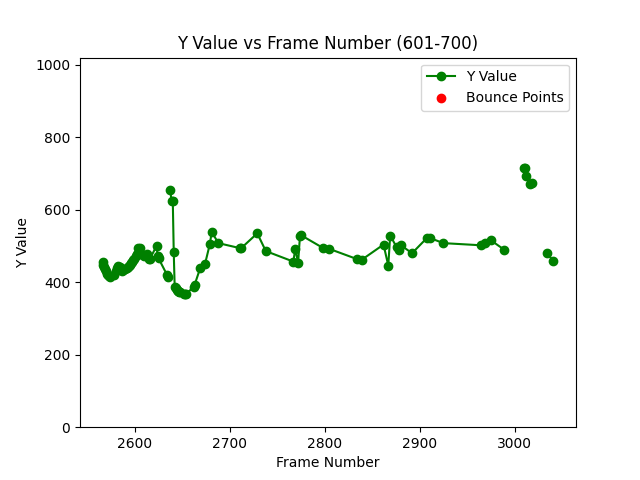 Y Value vs Frame Number (601-700)
Y Value
Bounce Points
1000
800
600
400
200
0
Y Value
2600
2700
2800
2900
3000
Frame Number